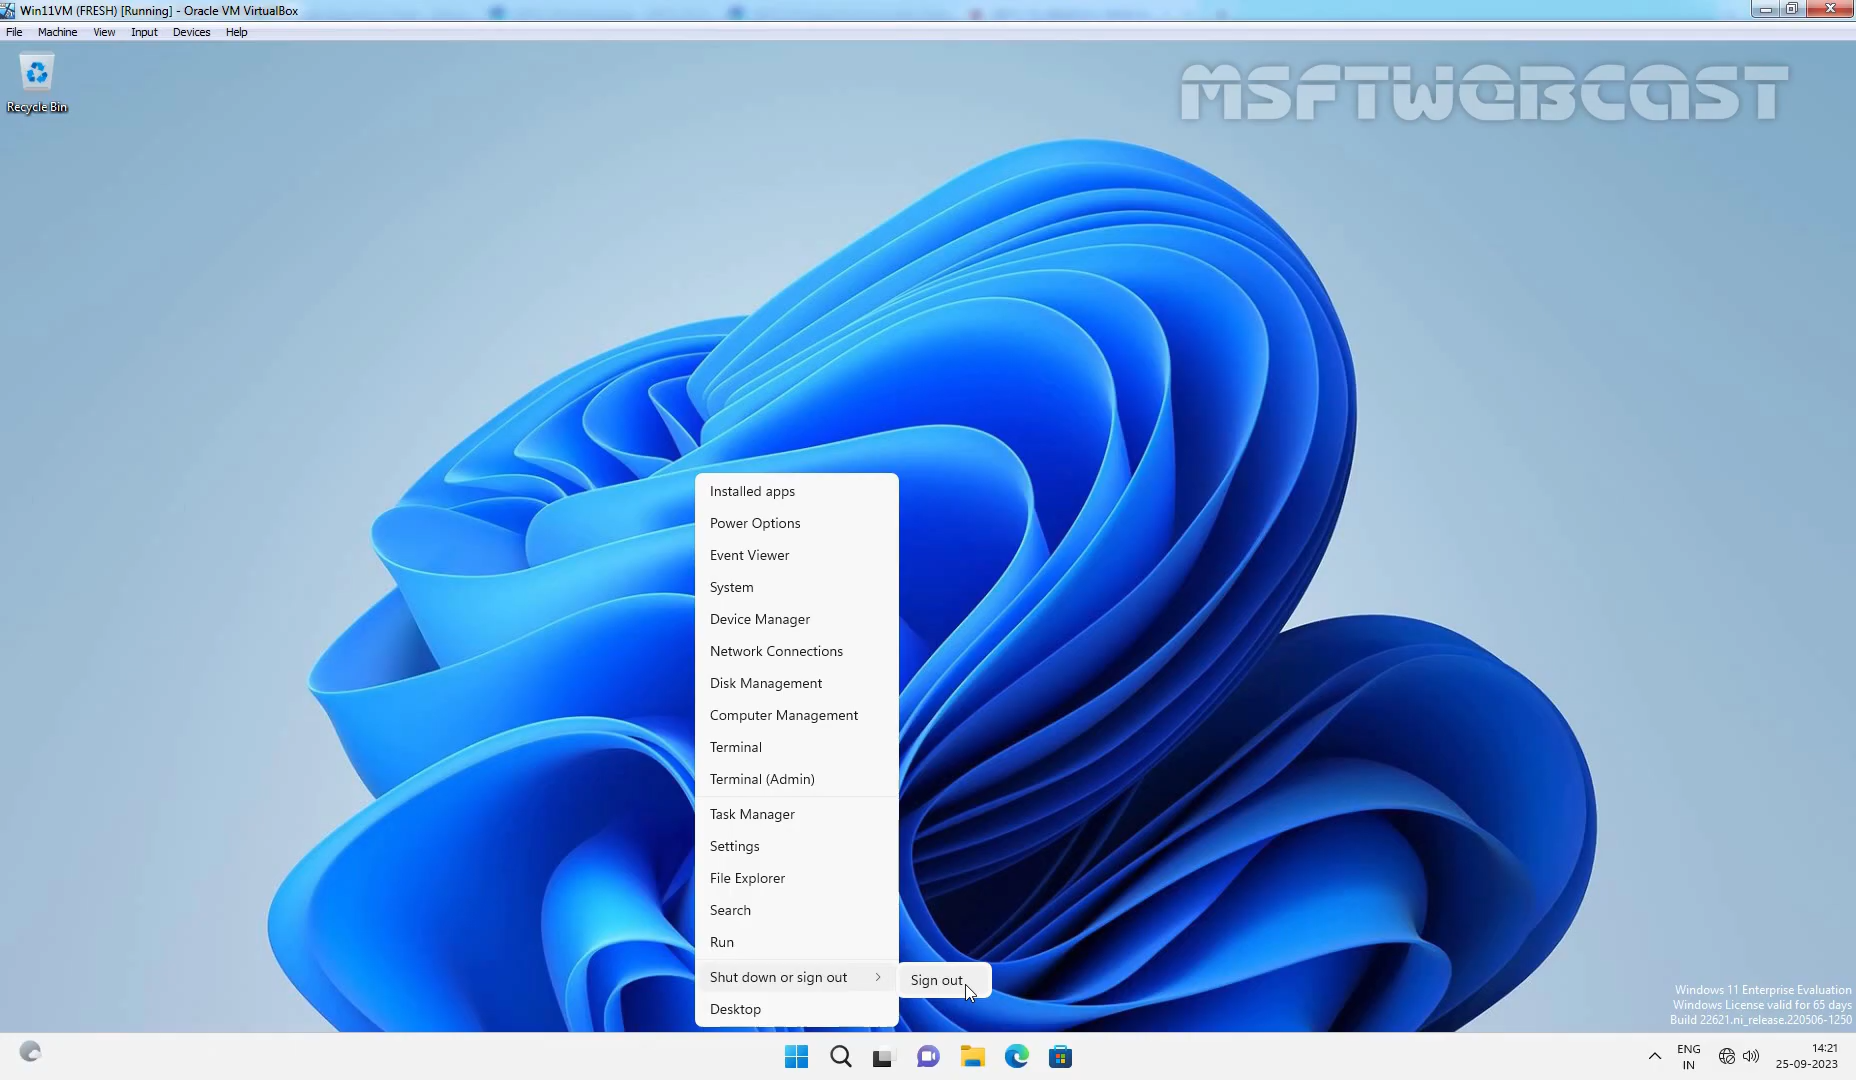 Win11VM (FRESH) [Running] - Oracle VM VirtualBox
File Machine View Input Devices Help
Recycle Bin
MSFTWEBCAST
Installed apps
Power Options
Event Viewer
System
Device Manager
Network Connections
Disk Management
Computer Management
Terminal
Terminal (Admin)
Task Manager
Settings
File Explorer
Search
Run
Shut down or sign out
Sign out
Desktop
Windows 11 Enterprise Evaluation
Windows License valid for 65 days
Build 22621.ni_release.220506-1250
ENG
IN
14:21
25-09-2023